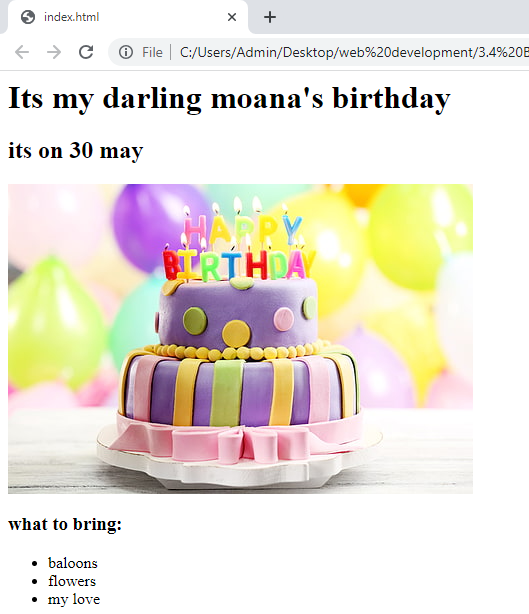 index.html
File
C:/Users/Admin/Desktop/web%20development/3.4%20B
Its my darling moana's birthday
its on 30 may
HAPPY
BIRTHDAY
what to bring:
baloons
flowers
my love